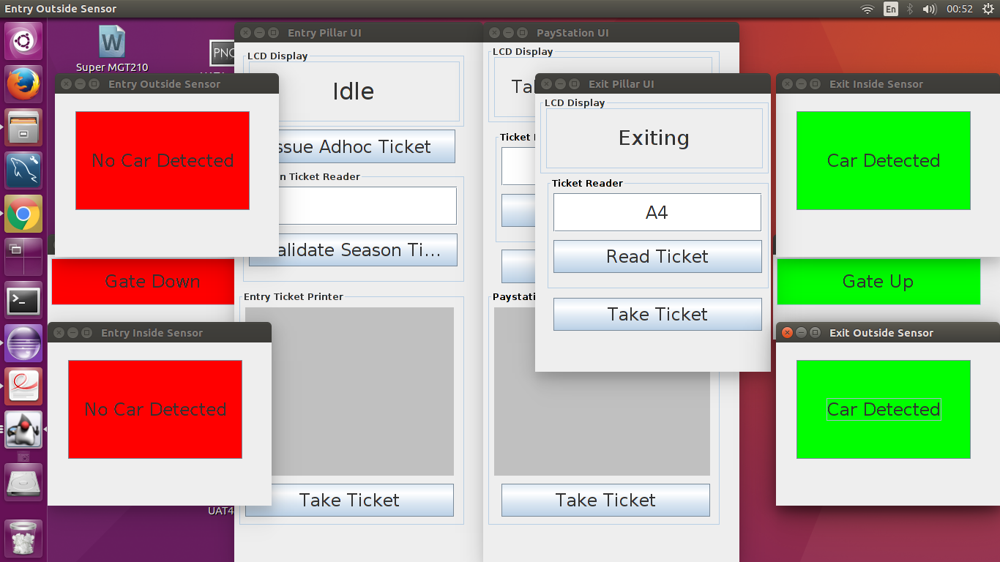 Entry Outside Sensor
En
00:52
Super MGT210
PNG
Entry Pillar UI
LCD Display
Idle
Issue Adhoc Ticket
Ticket Reader
Validate Season Ti...
Entry Ticket Printer
Take Ticket
PayStation UI
LCD Display
Ta
Ticket
Paystati
Take Ticket
Entry Outside Sensor
No Car Detected
Gate Down
Entry Inside Sensor
No Car Detected
UAT4
Exit Pillar UI
LCD Display
Exiting
Ticket Reader
A4
Read Ticket
Take Ticket
Exit Inside Sensor
Car Detected
Gate Up
Exit Outside Sensor
Car Detected